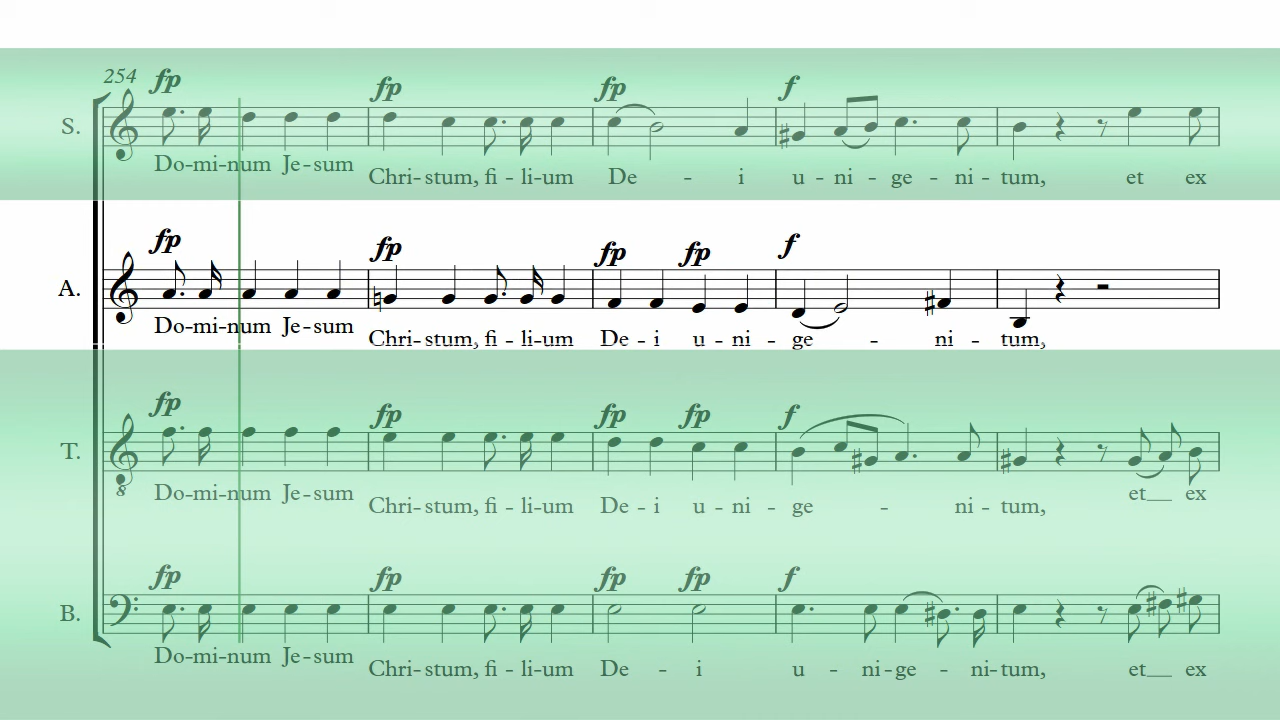 254 fp fp fp f
S.
Do-mi-num Je-sum Chri-stum, fi-li-um De - i u-ni-ge-ni-tum, et ex
fp fp fp fp f
A.
Do-mi-num Je-sum Chri-stum, fi-li-um De-i u-ni-ge - ni-tum,
fp fp fp fp f
T.
8
Do-mi-num Je-sum Chri-stum, fi-li-um De-i u-ni-ge - ni-tum, et__ ex
fp fp fp fp f
B.
Do-mi-num Je-sum Chri-stum, fi-li-um De - i u-ni-ge-ni-tum, et__ ex